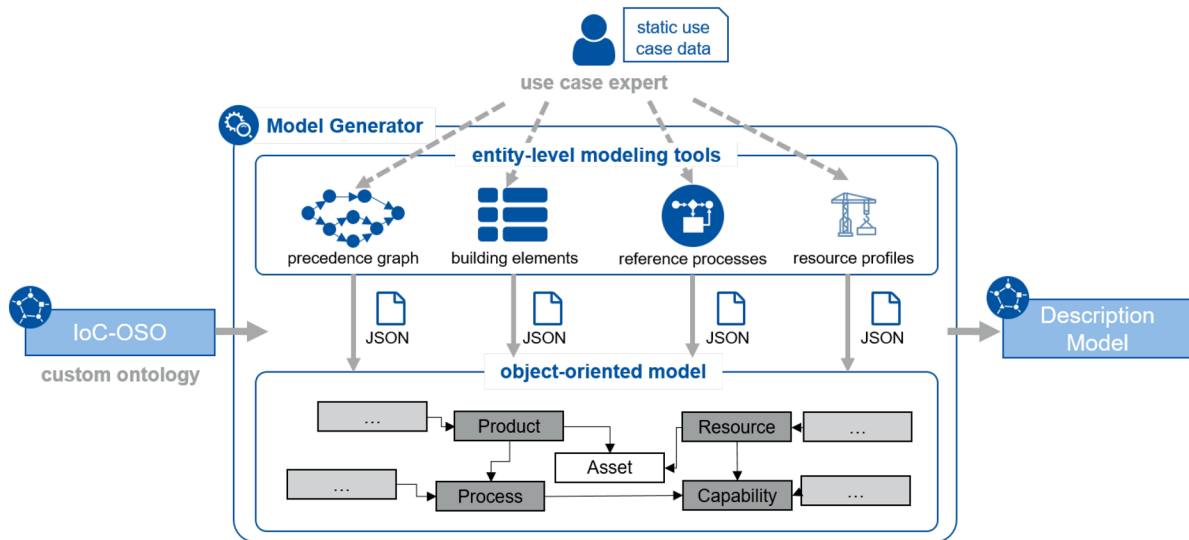 static use
case data
use case expert
Model Generator
entity-level modeling tools
precedence graph
building elements
reference processes
resource profiles
JSON
JSON
JSON
JSON
IoC-OSO
custom ontology
Description
Model
object-oriented model
...
Product
Resource
...
Asset
...
Process
Capability
...